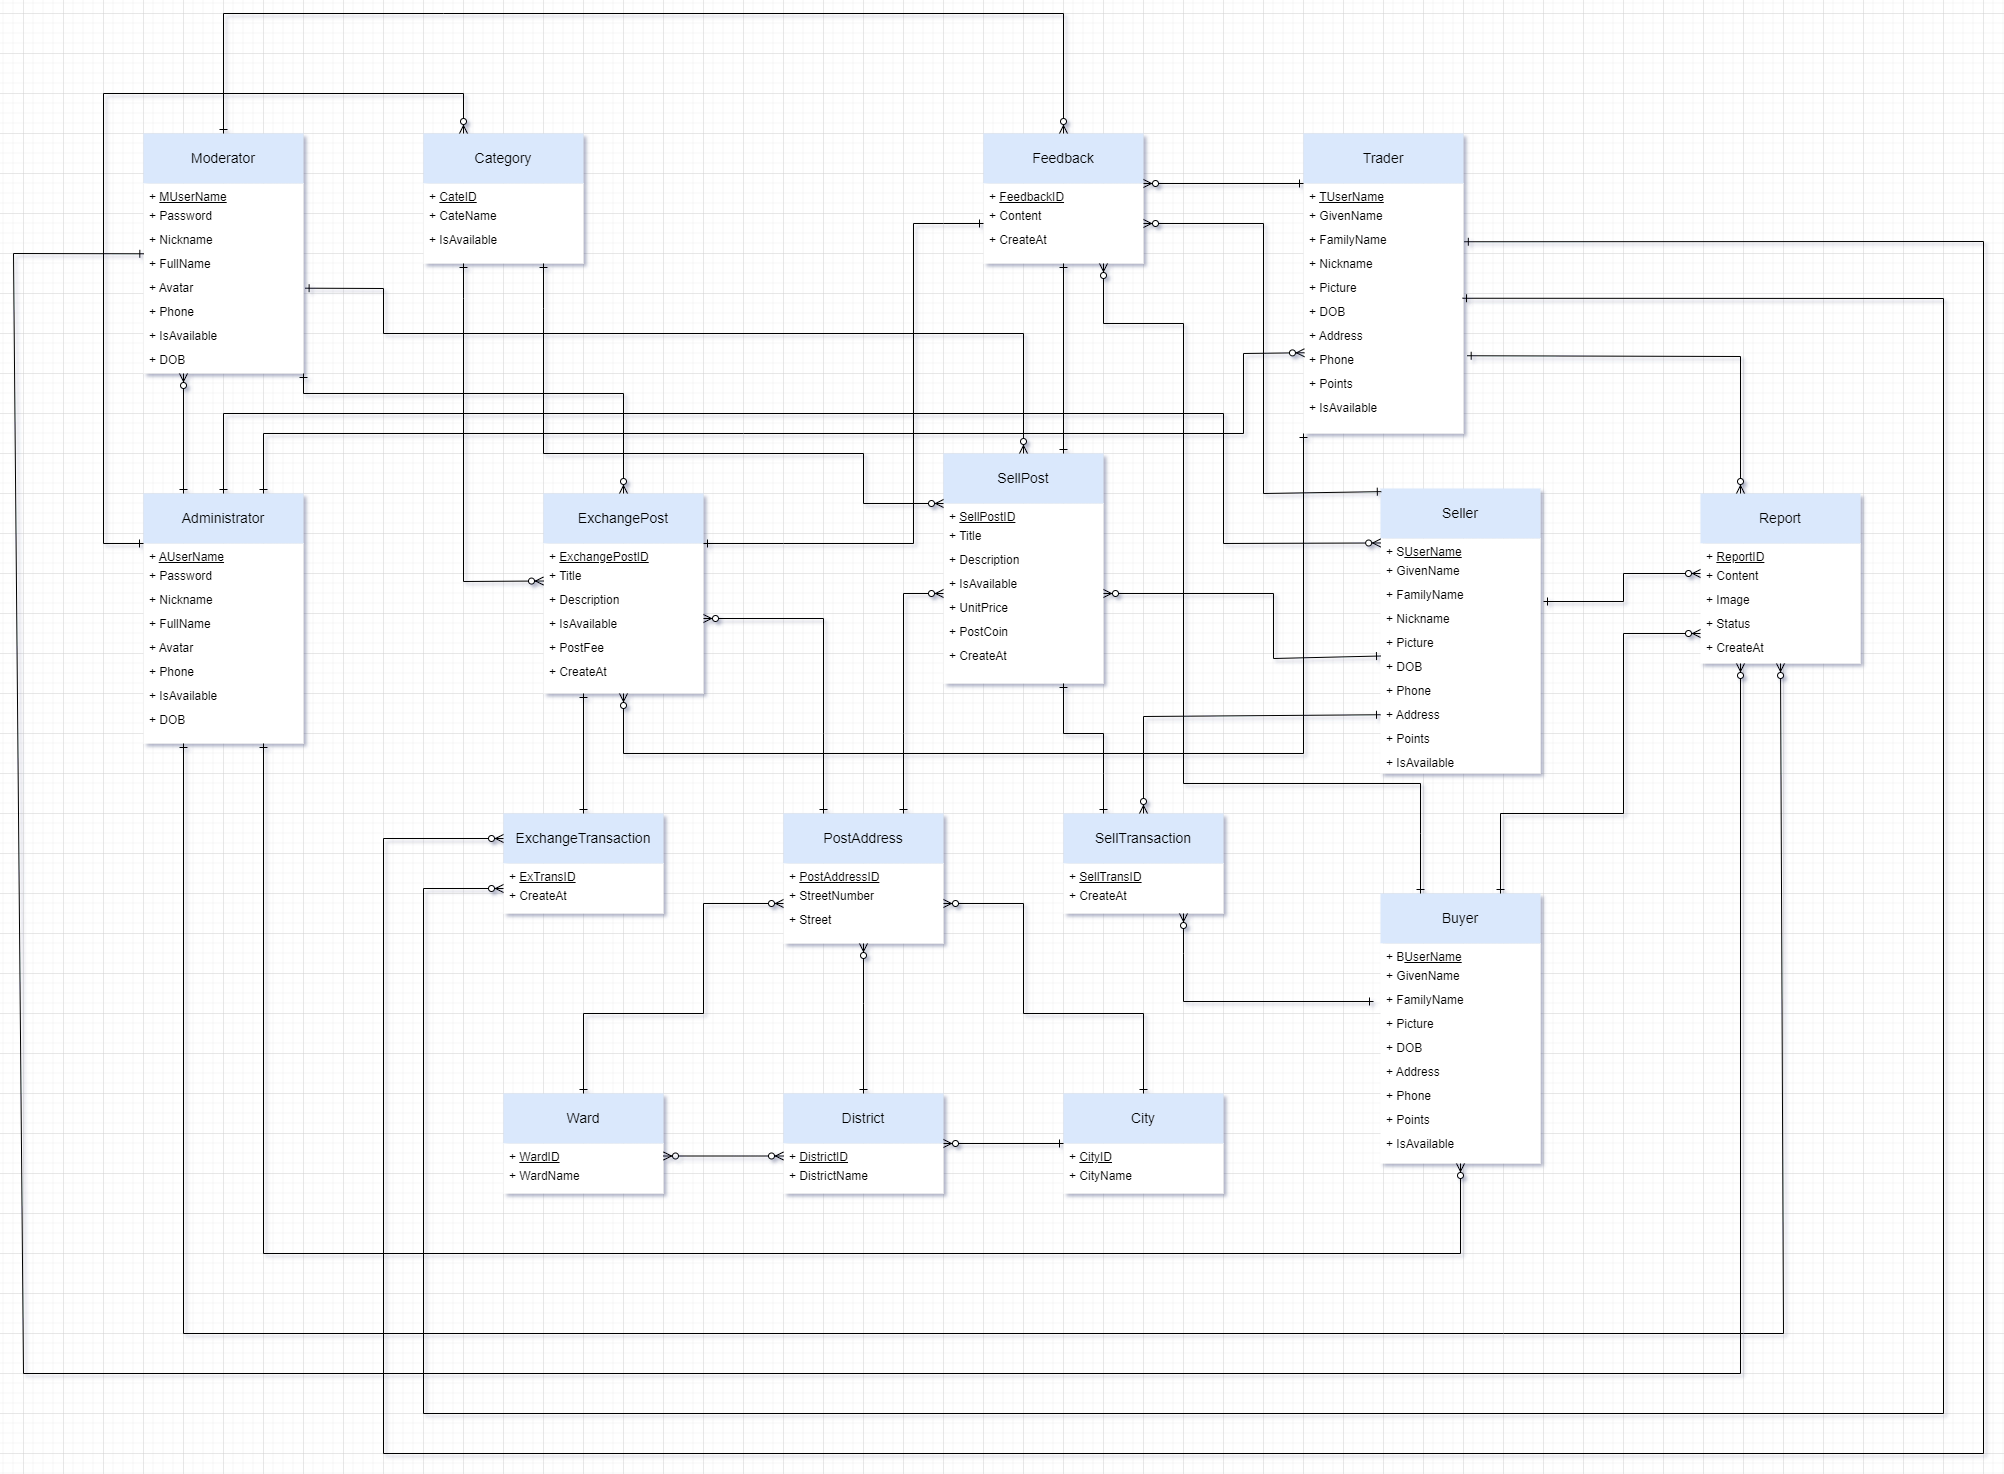 Moderator
+ MUserName
+ Password
+ Nickname
+ FullName
+ Avatar
+ Phone
+ IsAvailable
+ DOB
Category
+ CateID
+ CateName
+ IsAvailable
Feedback
+ FeedbackID
+ Content
+ CreateAt
Trader
+ TUserName
+ GivenName
+ FamilyName
+ Nickname
+ Picture
+ DOB
+ Address
+ Phone
+ Points
+ IsAvailable
Administrator
+ AUserName
+ Password
+ Nickname
+ FullName
+ Avatar
+ Phone
+ IsAvailable
+ DOB
ExchangePost
+ ExchangePostID
+ Title
+ Description
+ IsAvailable
+ PostFee
+ CreateAt
SellPost
+ SellPostID
+ Title
+ Description
+ IsAvailable
+ UnitPrice
+ PostCoin
+ CreateAt
Seller
+ SUserName
+ GivenName
+ FamilyName
+ Nickname
+ Picture
+ DOB
+ Phone
+ Address
+ Points
+ IsAvailable
Report
+ ReportID
+ Content
+ Image
+ Status
+ CreateAt
ExchangeTransaction
+ ExTransID
+ CreateAt
PostAddress
+ PostAddressID
+ StreetNumber
+ Street
SellTransaction
+ SellTransID
+ CreateAt
Buyer
+ BUserName
+ GivenName
+ FamilyName
+ Picture
+ DOB
+ Address
+ Phone
+ Points
+ IsAvailable
Ward
+ WardID
+ WardName
District
+ DistrictID
+ DistrictName
City
+ CityID
+ CityName